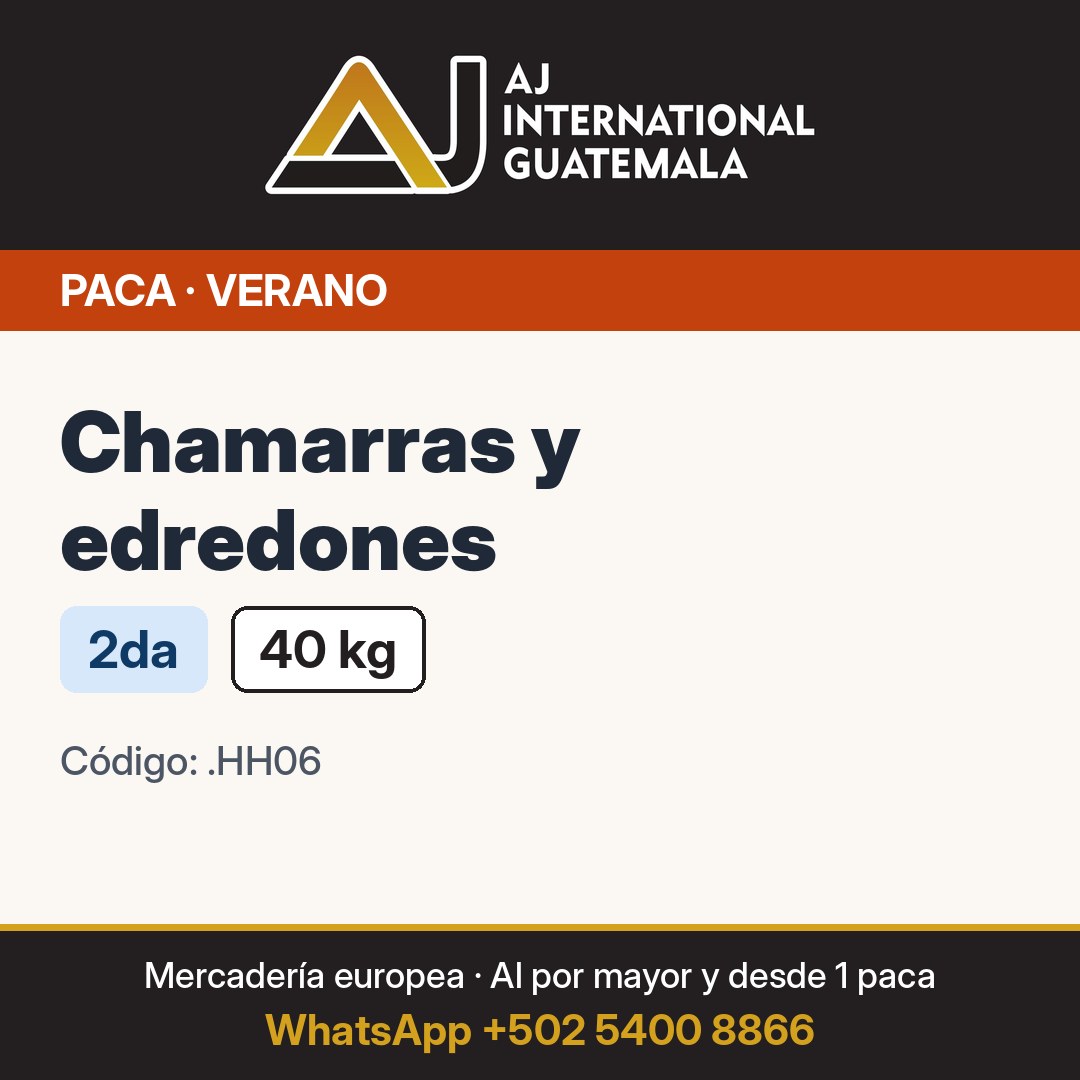 AJ
AJ
INTERNATIONAL
GUATEMALA
PACA · VERANO
Chamarras y
edredones
2da
40 kg
Código: .HH06
Mercadería europea · Al por mayor y desde 1 paca
WhatsApp +502 5400 8866